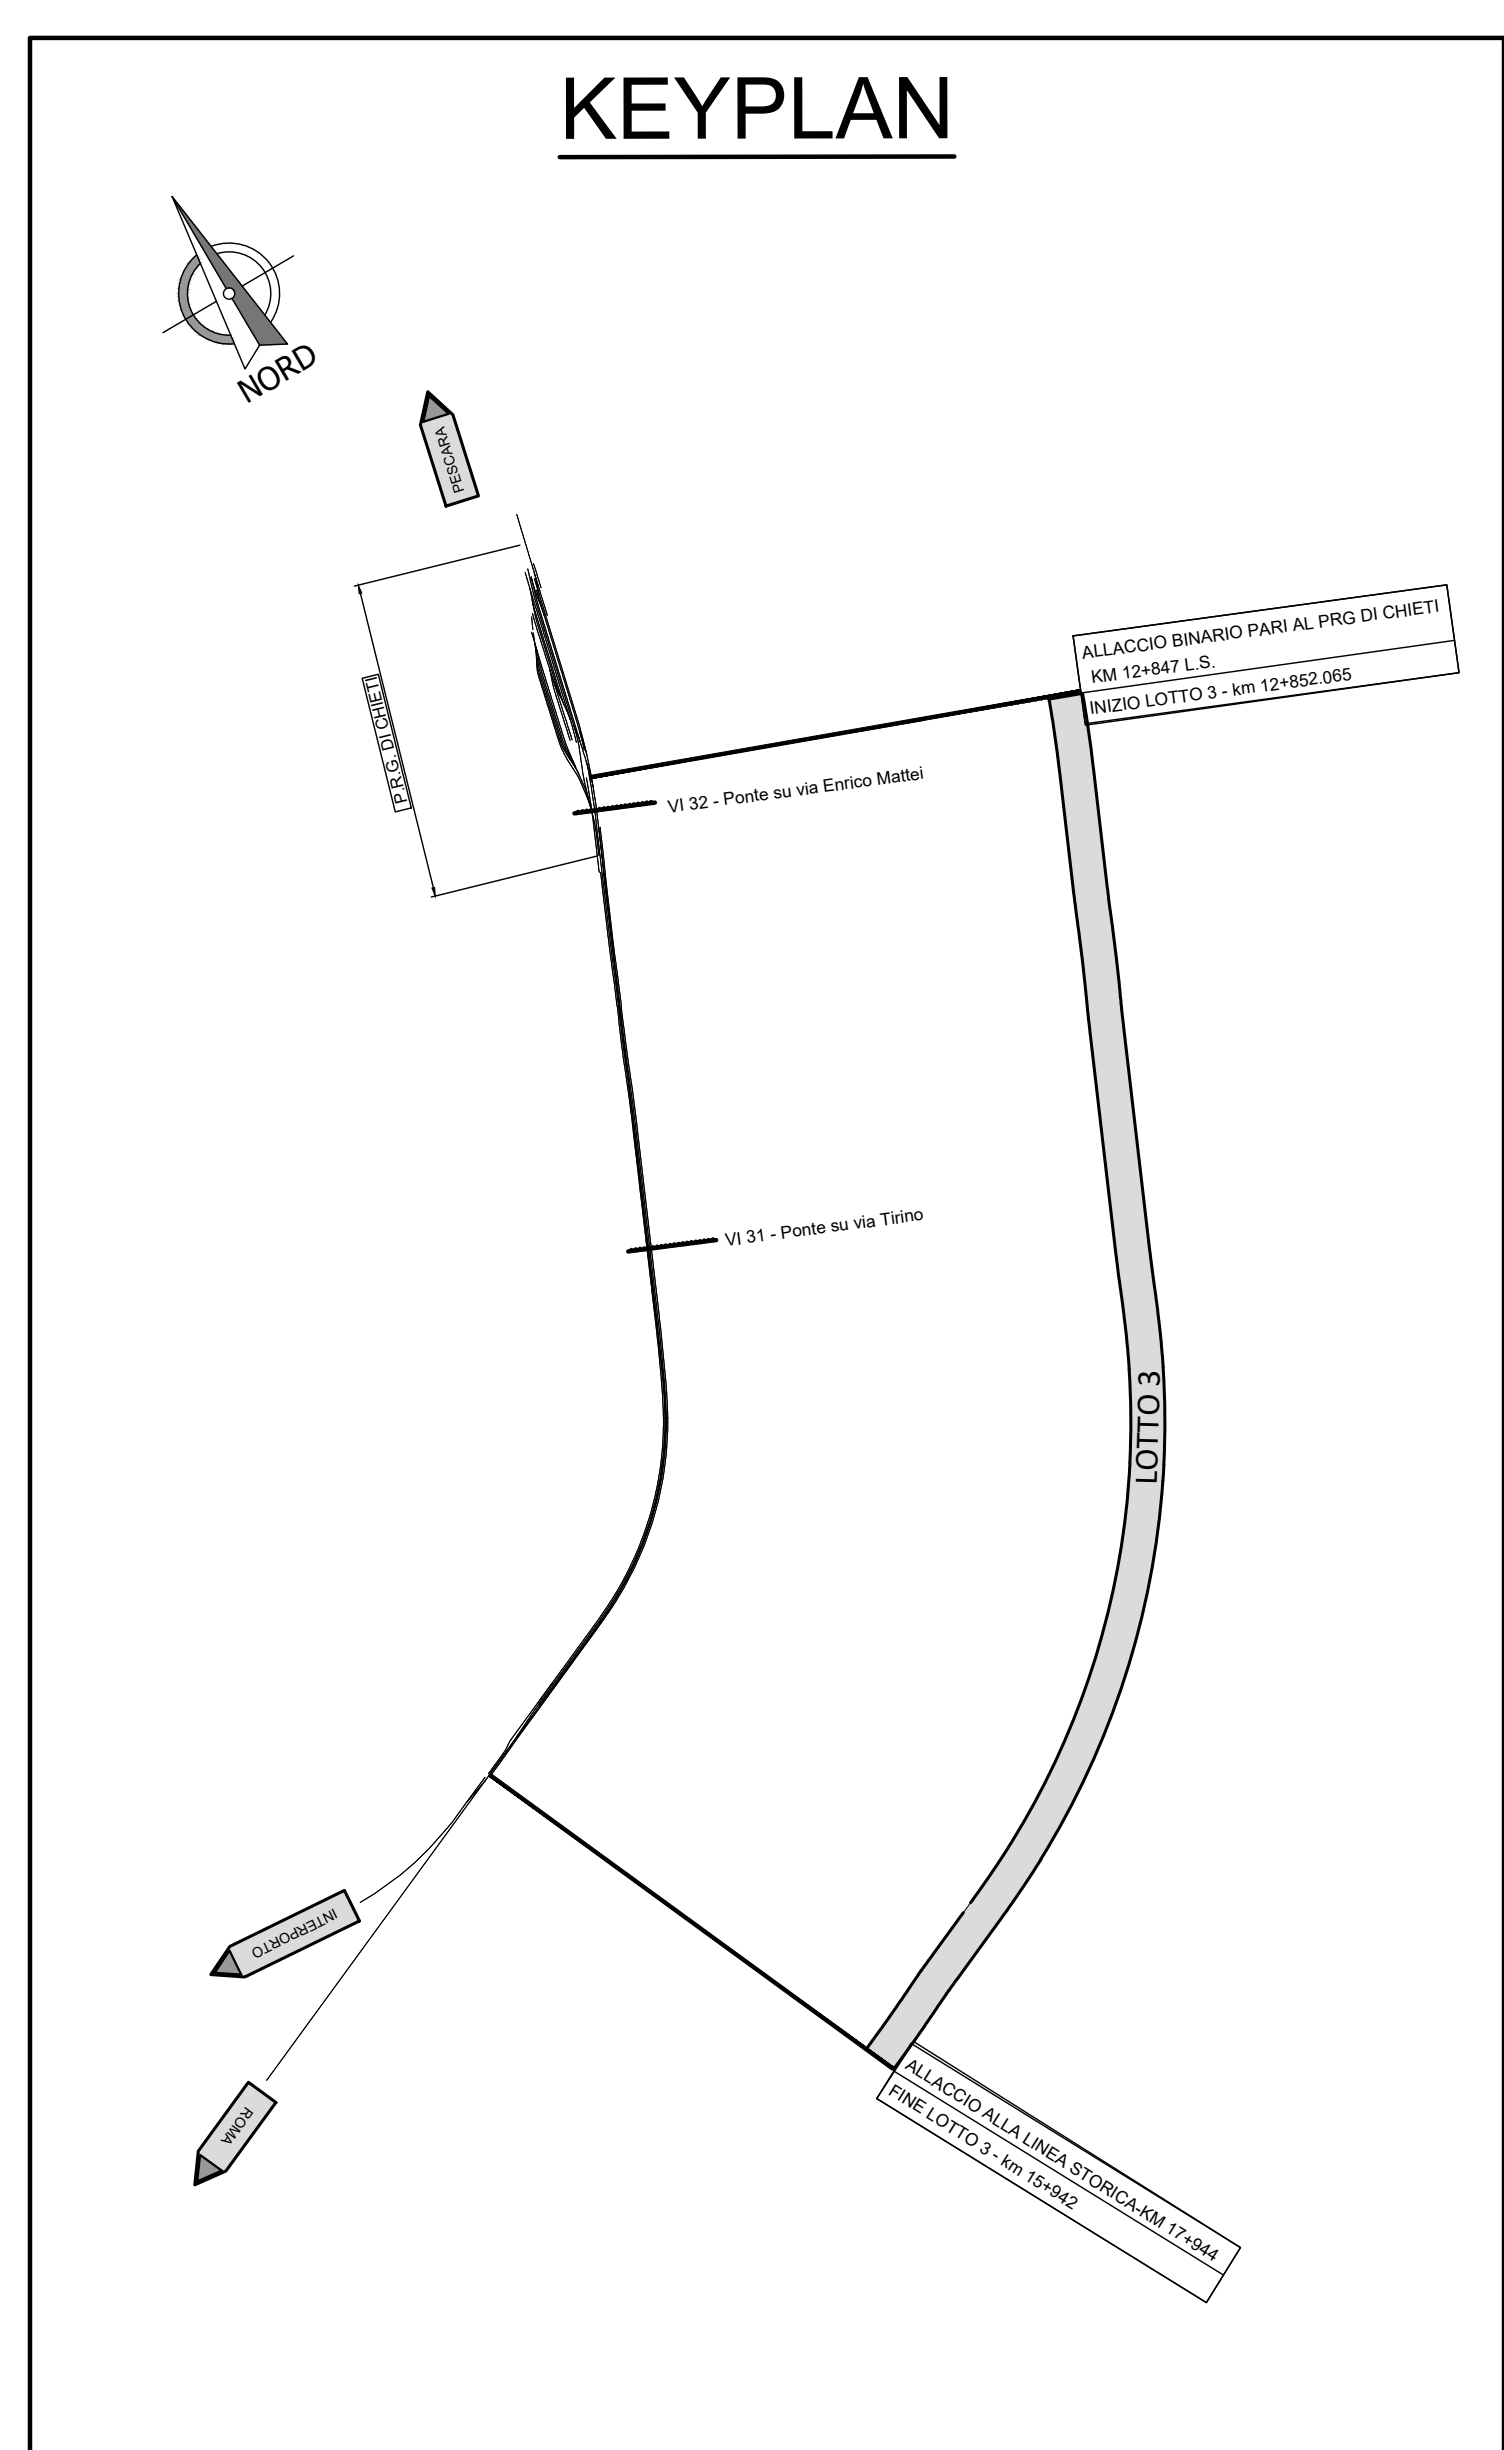 KEYPLAN
NORD
PESCARA
ALLACCIO BINARIO PARI AL PRG DI CHIETI
KM 12+847 L.S.
INIZIO LOTTO 3 - km 12+852.065
P.R.G. DI CHIETI
VI 32 - Ponte su via Enrico Mattei
VI 31 - Ponte su via Tirino
LOTTO 3
INTERPORTO
ROMA
ALLACCIO ALLA LINEA STORICA-KM 17+944
FINE LOTTO 3 - km 15+942